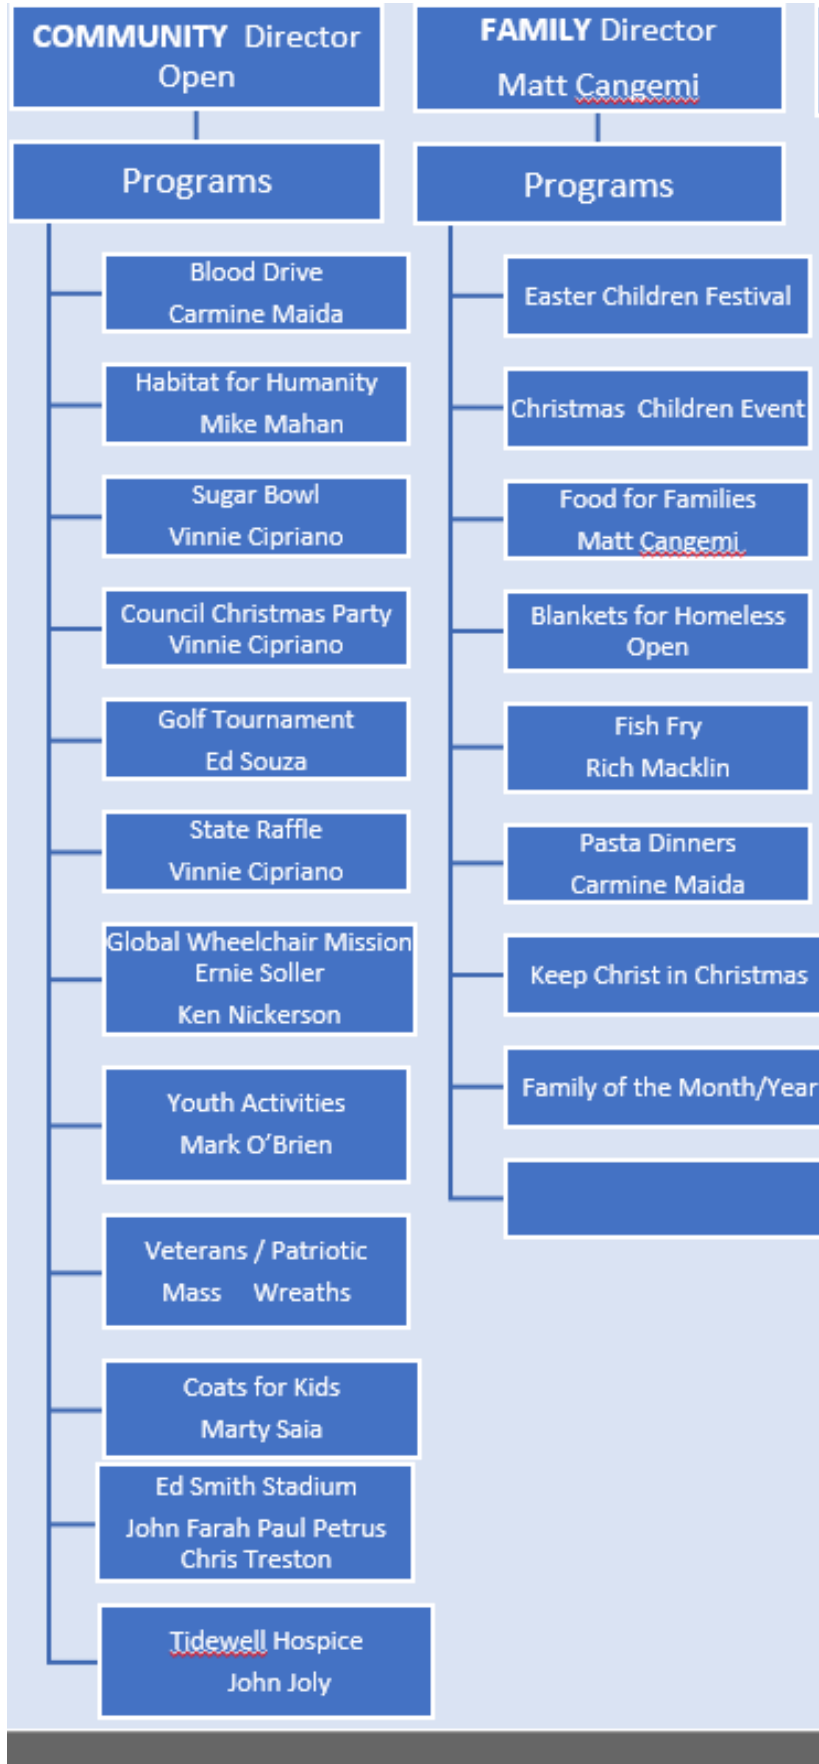 COMMUNITY Director
Open
Programs
Blood Drive
Carmine Maida
Habitat for Humanity
Mike Mahan
Sugar Bowl
Vinnie Cipriano
Council Christmas Party
Vinnie Cipriano
Golf Tournament
Ed Souza
State Raffle
Vinnie Cipriano
Global Wheelchair Mission
Ernie Soller
Ken Nickerson
Youth Activities
Mark O’Brien
Veterans / Patriotic
Mass Wreaths
Coats for Kids
Marty Saia
Ed Smith Stadium
John Farah Paul Petrus
Chris Treston
Tidewell Hospice
John Joly
FAMILY Director
Matt Cangemi
Programs
Easter Children Festival
Christmas Children Event
Food for Families
Matt Cangemi
Blankets for Homeless
Open
Fish Fry
Rich Macklin
Pasta Dinners
Carmine Maida
Keep Christ in Christmas
Family of the Month/Year